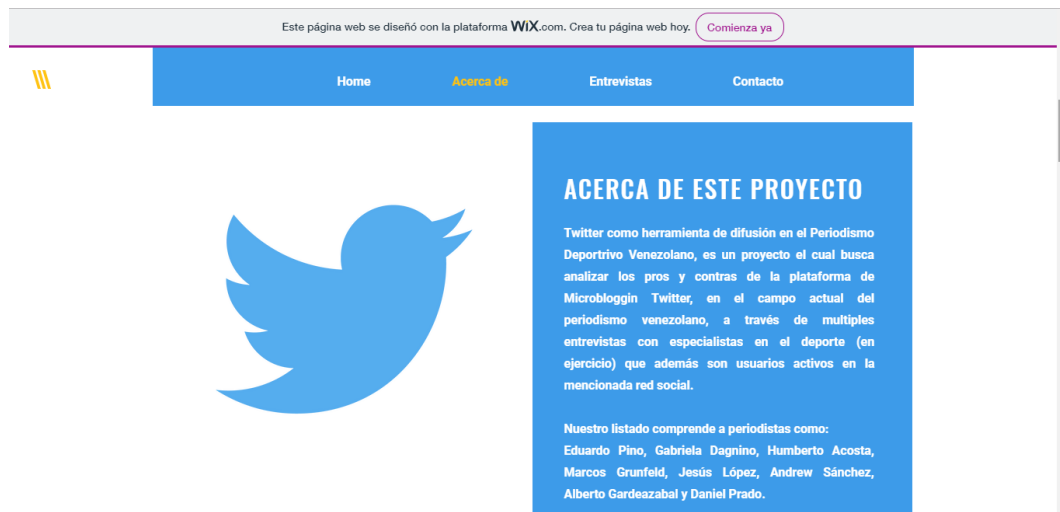 Este página web se diseñó con la plataforma WiX.com. Crea tu página web hoy. Comienza ya
Home Acerca de Entrevistas Contacto
ACERCA DE ESTE PROYECTO
Twitter como herramienta de difusión en el Periodismo
Deportrivo Venezolano, es un proyecto el cual busca
analizar los pros y contras de la plataforma de
Microbloggin Twitter, en el campo actual del
periodismo venezolano, a través de multiples
entrevistas con especialistas en el deporte (en
ejercicio) que además son usuarios activos en la
mencionada red social.
Nuestro listado comprende a periodistas como:
Eduardo Pino, Gabriela Dagnino, Humberto Acosta,
Marcos Grunfeld, Jesús López, Andrew Sánchez,
Alberto Gardeazabal y Daniel Prado.